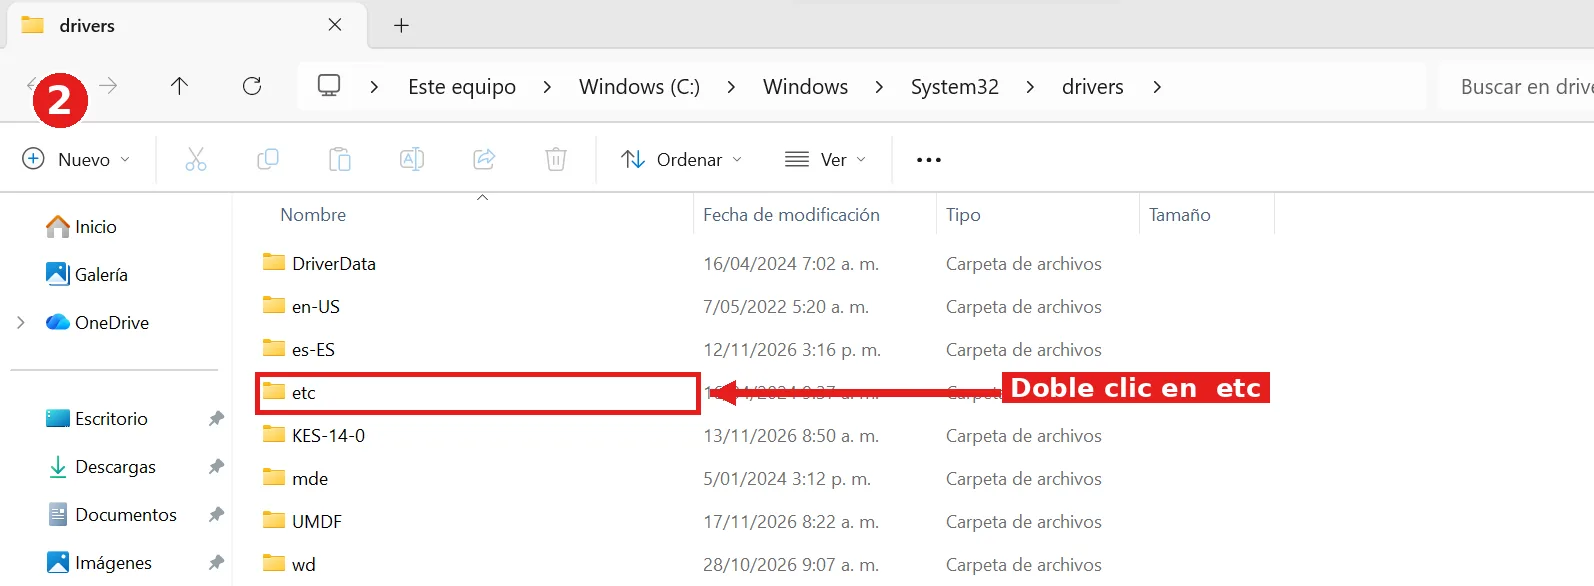 drivers
2
Este equipo > Windows (C:) > Windows > System32 > drivers >
Buscar en drive
Nuevo
Ordenar
Ver
Nombre
Fecha de modificación
Tipo
Tamaño
Inicio
Galería
OneDrive
Escritorio
Descargas
Documentos
Imágenes
DriverData 16/04/2024 7:02 a. m. Carpeta de archivos
en-US 7/05/2022 5:20 a. m. Carpeta de archivos
es-ES 12/11/2026 3:16 p. m. Carpeta de archivos
etc Doble clic en etc
KES-14-0 13/11/2026 8:50 a. m. Carpeta de archivos
mde 5/01/2024 3:12 p. m. Carpeta de archivos
UMDF 17/11/2026 8:22 a. m. Carpeta de archivos
wd 28/10/2026 9:07 a. m. Carpeta de archivos